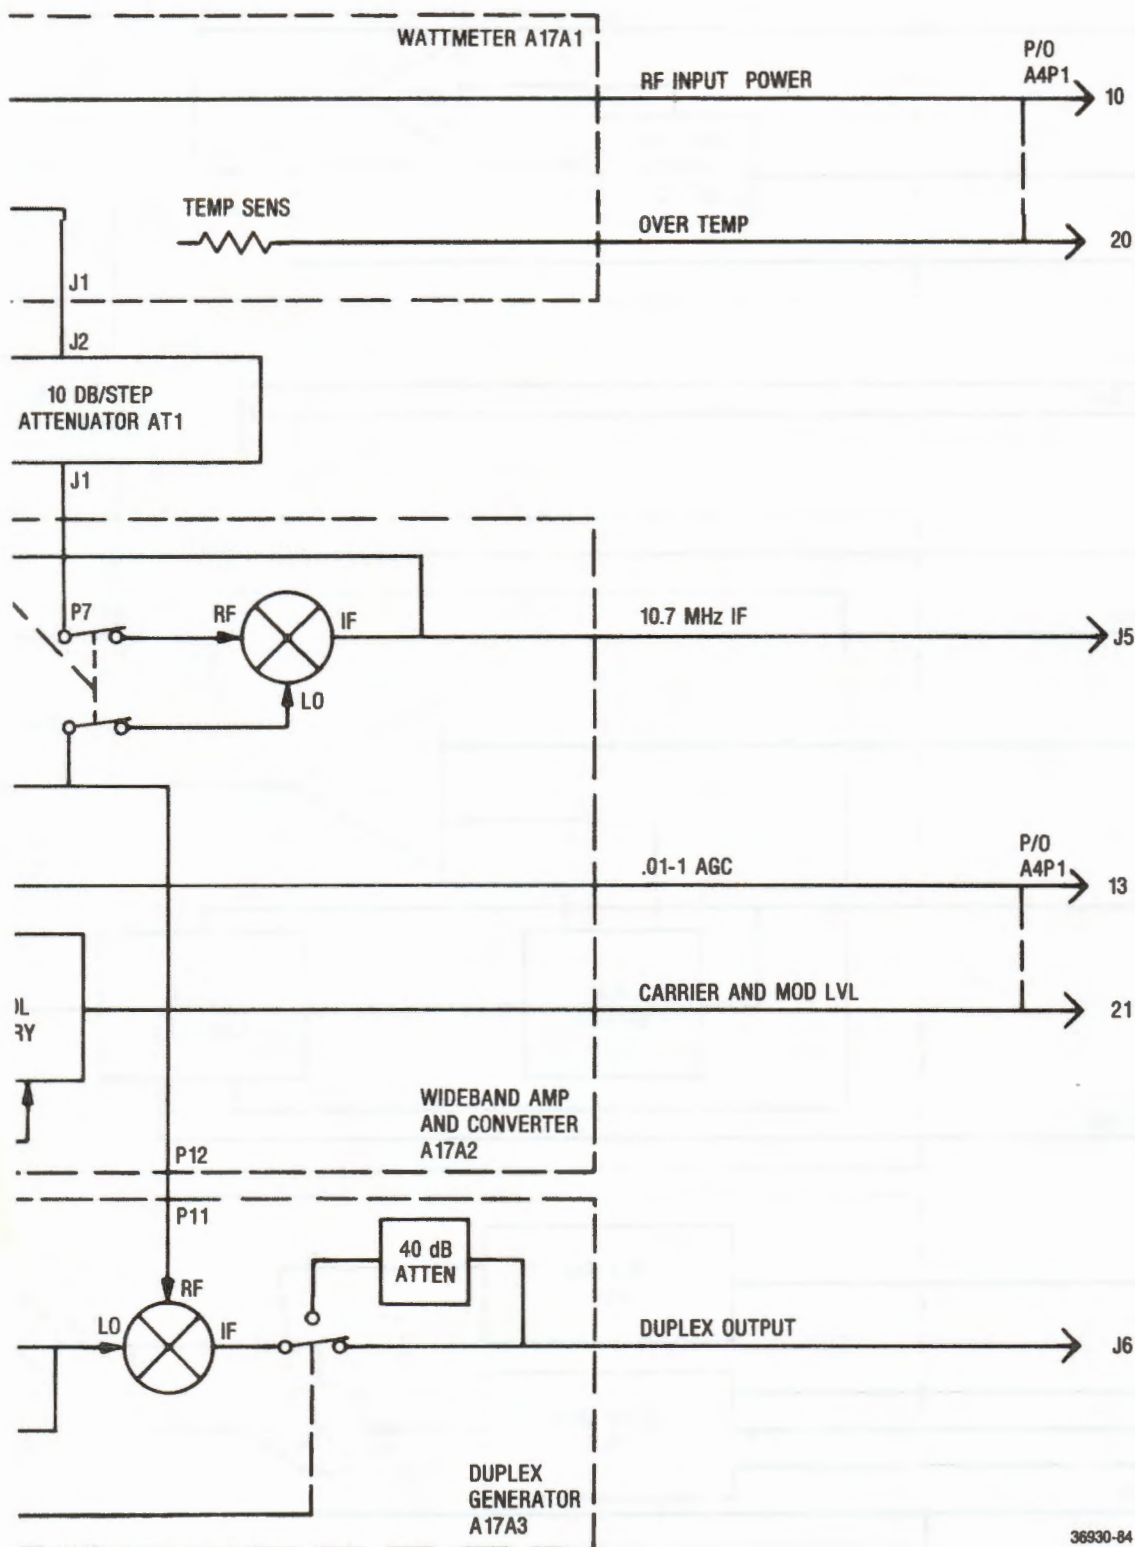 WATTMETER A17A1
P/O
A4P1
RF INPUT POWER
10
TEMP SENS
OVER TEMP
20
J1
J2
10 DB/STEP
ATTENUATOR AT1
J1
P7
RF
IF
10.7 MHz IF
J5
LO
.01-1 AGC
P/O
A4P1
13
CARRIER AND MOD LVL
21
OL
RY
WIDEBAND AMP
AND CONVERTER
A17A2
P12
P11
40 dB
ATTEN
RF
LO
IF
DUPLEX OUTPUT
J6
DUPLEX
GENERATOR
A17A3
36930-84